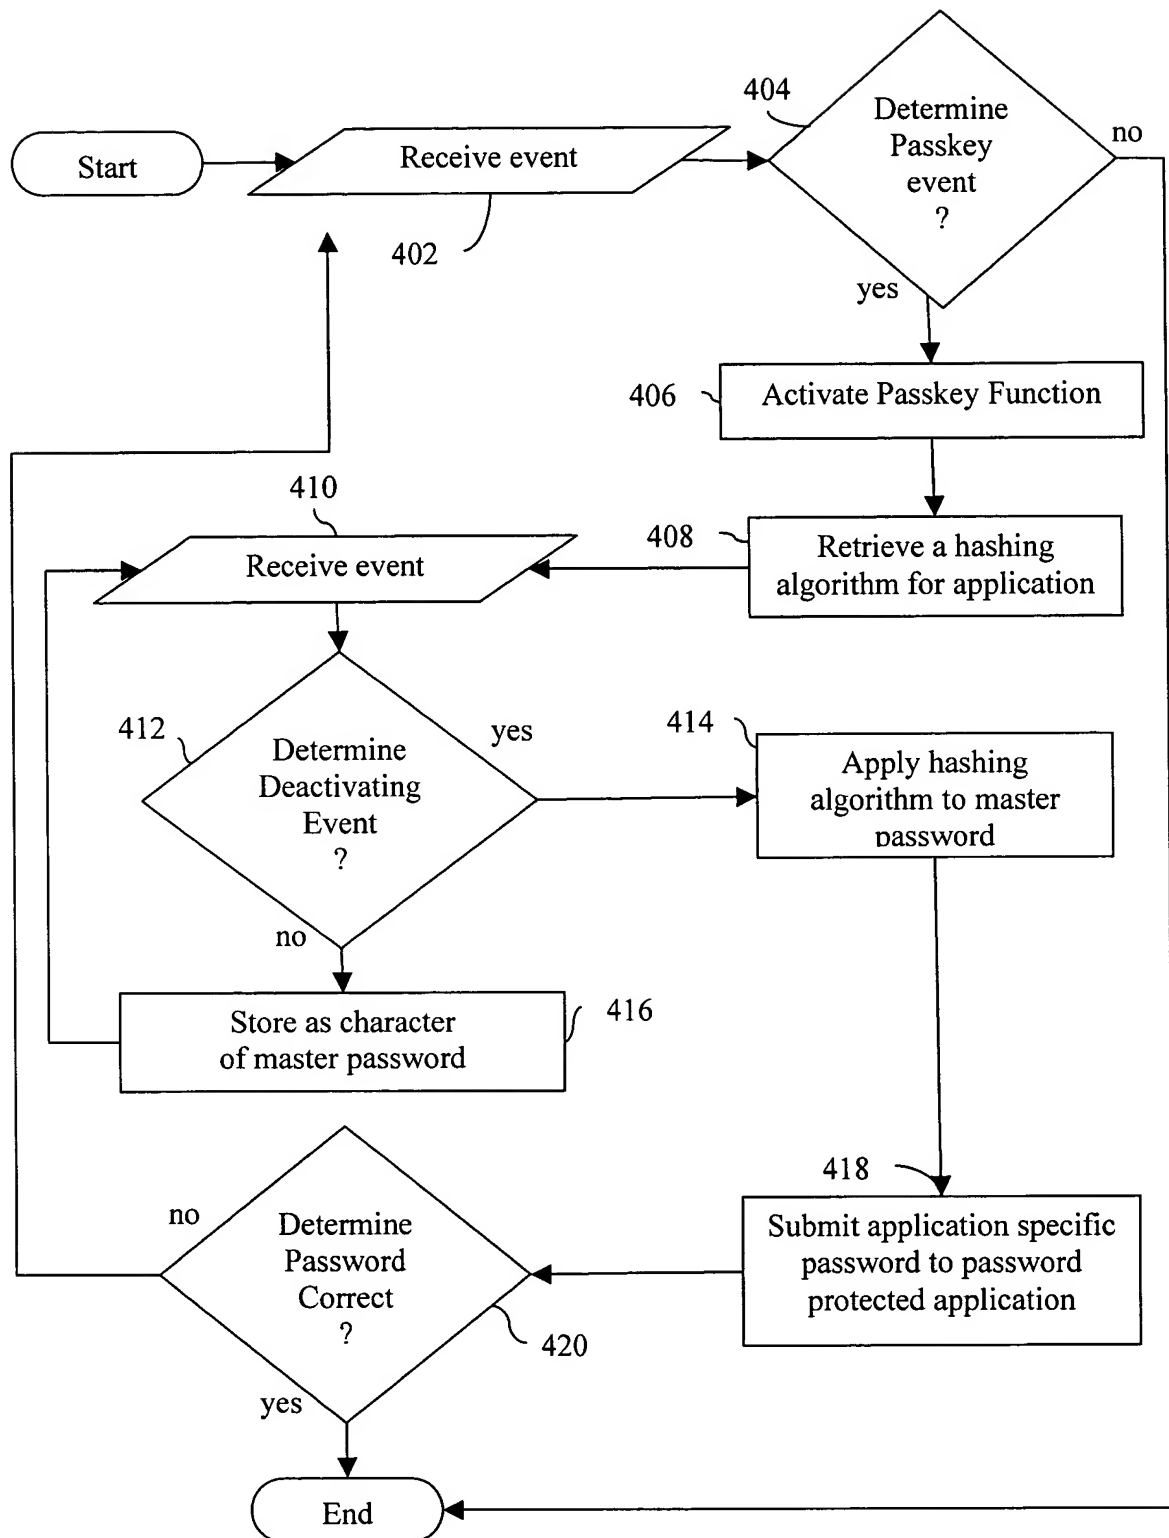 404
Determine
Passkey
event
?
no
Start
Receive event
402
yes
406
Activate Passkey Function
410
408
Retrieve a hashing
algorithm for application
Receive event
412
Determine
Deactivating
Event
?
yes
414
Apply hashing
algorithm to master
password
no
Store as character
of master password
416
418
no
Determine
Password
Correct
?
Submit application specific
password to password
protected application
420
yes
End